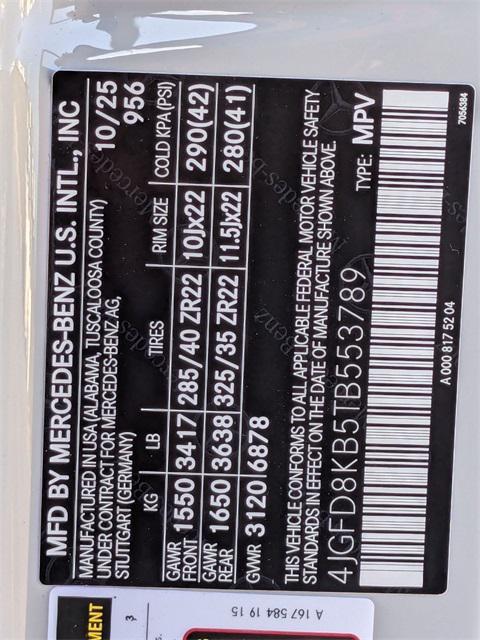 MFD BY MERCEDES-BENZ U.S. INTL., INC
MANUFACTURED IN USA (ALABAMA, TUSCALOOSA COUNTY) 10/25
UNDER CONTRACT FOR MERCEDES-BENZ AG, 956
STUTTGART (GERMANY)
KG LB TIRES RIM SIZE COLD KPA(PSI)
GAWR FRONT 1550 3417 285/40 ZR22 10Jx22 290(42)
GAWR REAR 1650 3638 325/35 ZR22 11.5Jx22 280(41)
GVWR 3120 6878
THIS VEHICLE CONFORMS TO ALL APPLICABLE FEDERAL MOTOR VEHICLE SAFETY
STANDARDS IN EFFECT ON THE DATE OF MANUFACTURE SHOWN ABOVE.
4JGFD8KB5TB553789 TYPE: MPV
7056384
A 000 817 52 04
A 167 584 19 15